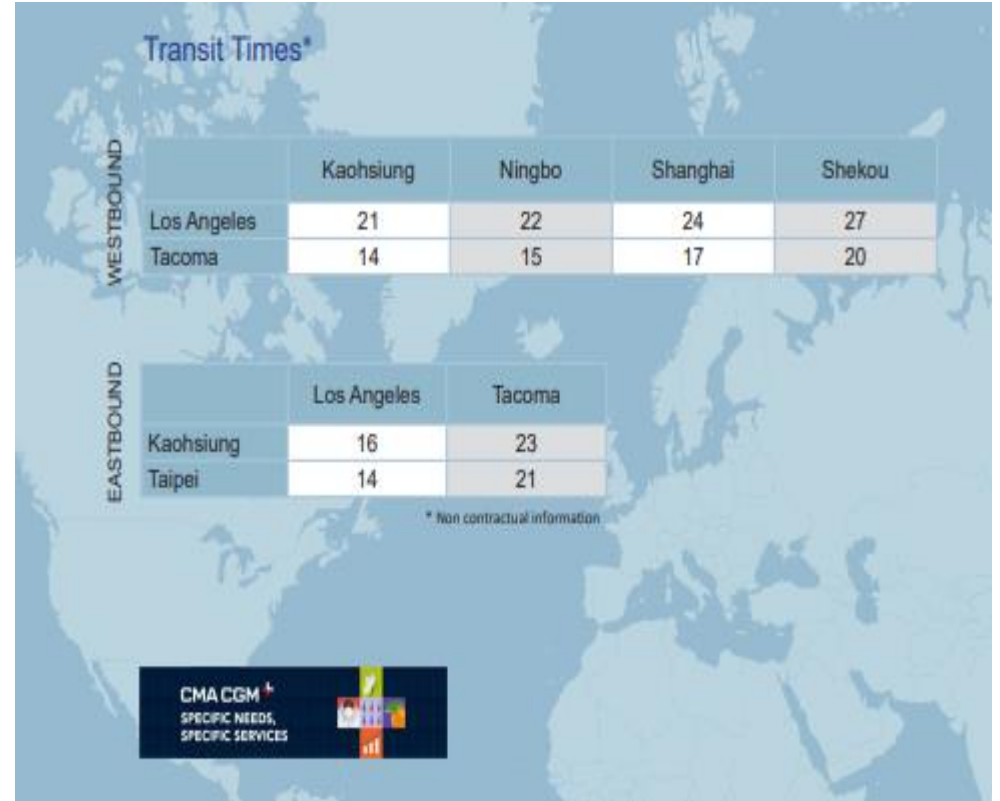 Transit Times*
WESTBOUND
Kaohsiung Ningbo Shanghai Shekou
Los Angeles 21 22 24 27
Tacoma 14 15 17 20
EASTBOUND
Los Angeles Tacoma
Kaohsiung 16 23
Taipei 14 21
* Non contractual information
CMA CGM+
SPECIFIC NEEDS,
SPECIFIC SERVICES